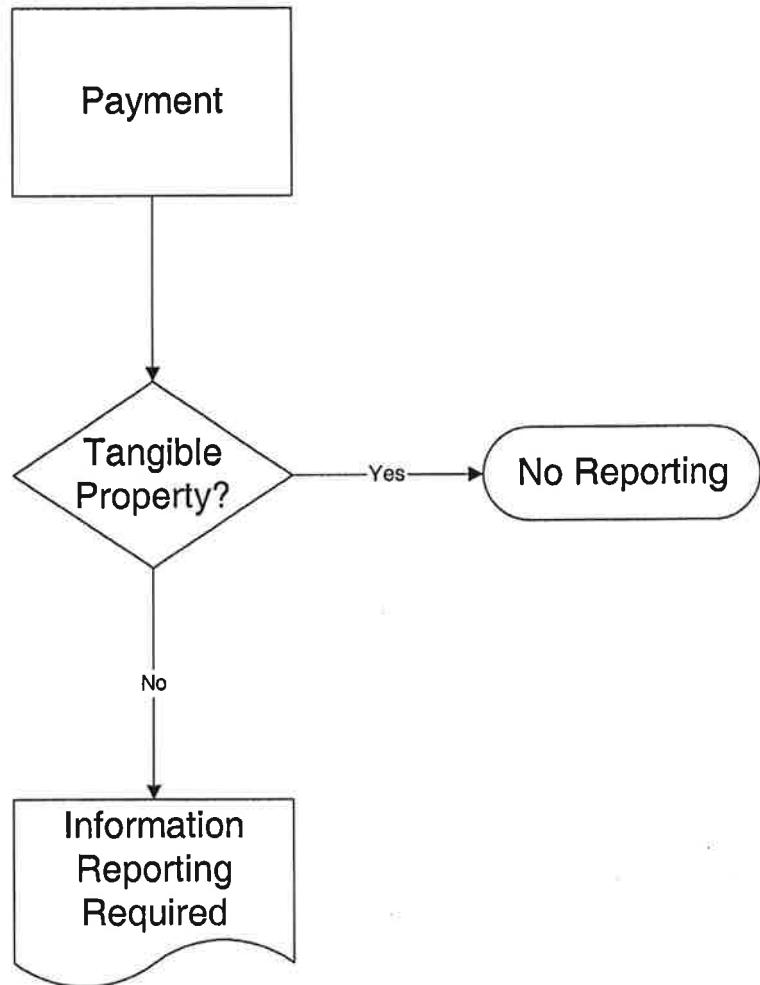 Payment
Tangible
Property?
Yes
No Reporting
No
Information
Reporting
Required